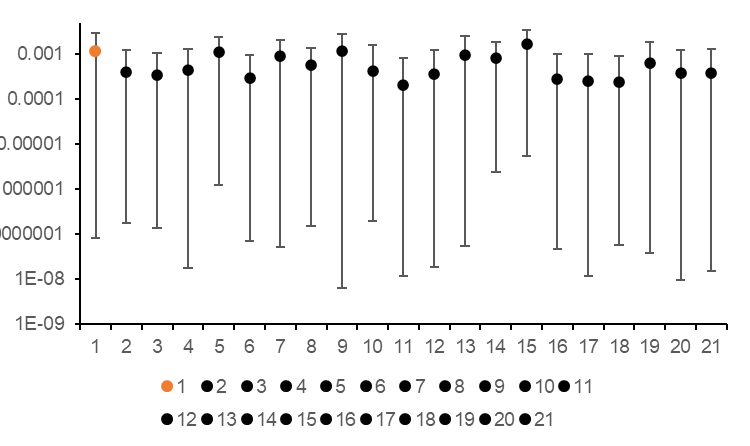 0.001
0.0001
0.00001
000001
0000001
1E-08
1E-09
1 2 3 4 5 6 7 8 9 10 11 12 13 14 15 16 17 18 19 20 21
1 2 3 4 5 6 7 8 9 10 11
12 13 14 15 16 17 18 19 20 21